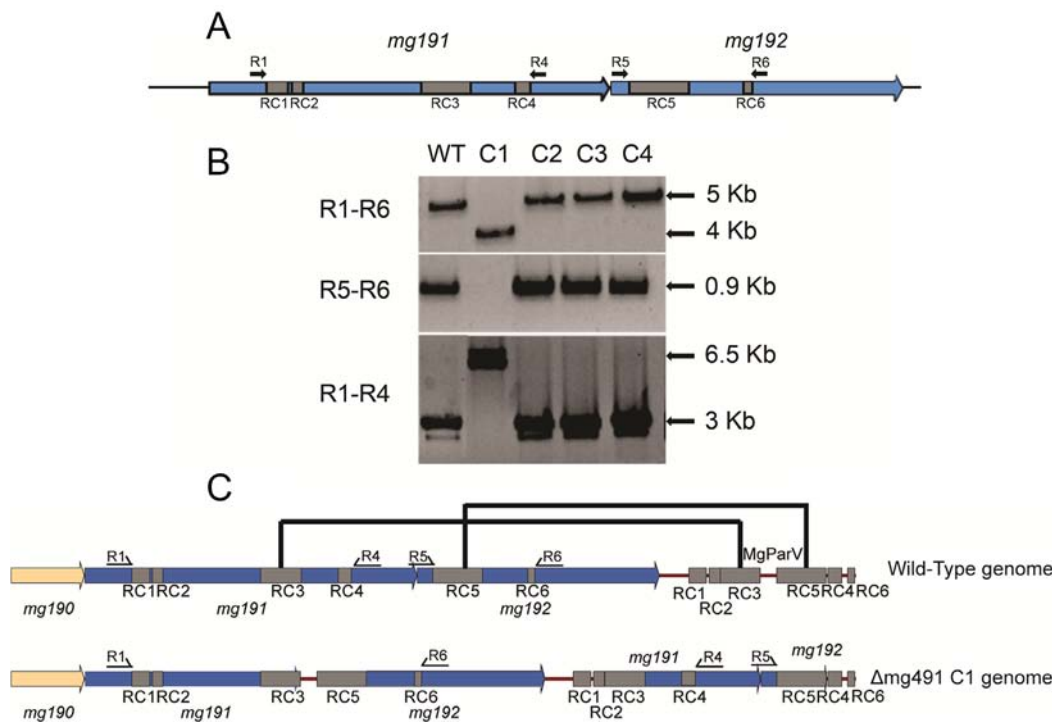 A
mg191 mg192
R1 R4 R5 R6
RC1 RC2 RC3 RC4 RC5 RC6
B
WT C1 C2 C3 C4
R1-R6
5 Kb
4 Kb
R5-R6
0.9 Kb
R1-R4
6.5 Kb
3 Kb
C
R1 R4 R5 R6 MgParV
Wild-Type genome
RC1 RC2 RC3 RC4 RC5 RC6 RC1 RC2 RC3 RC5 RC4 RC6
mg190 mg191 mg192
R1 R6 mg191 R4 R5 mg192
Δmg491 C1 genome
RC1 RC2 RC3 RC5 RC6 RC1 RC2 RC3 RC4 RC5 RC4 RC6
mg190 mg191 mg192